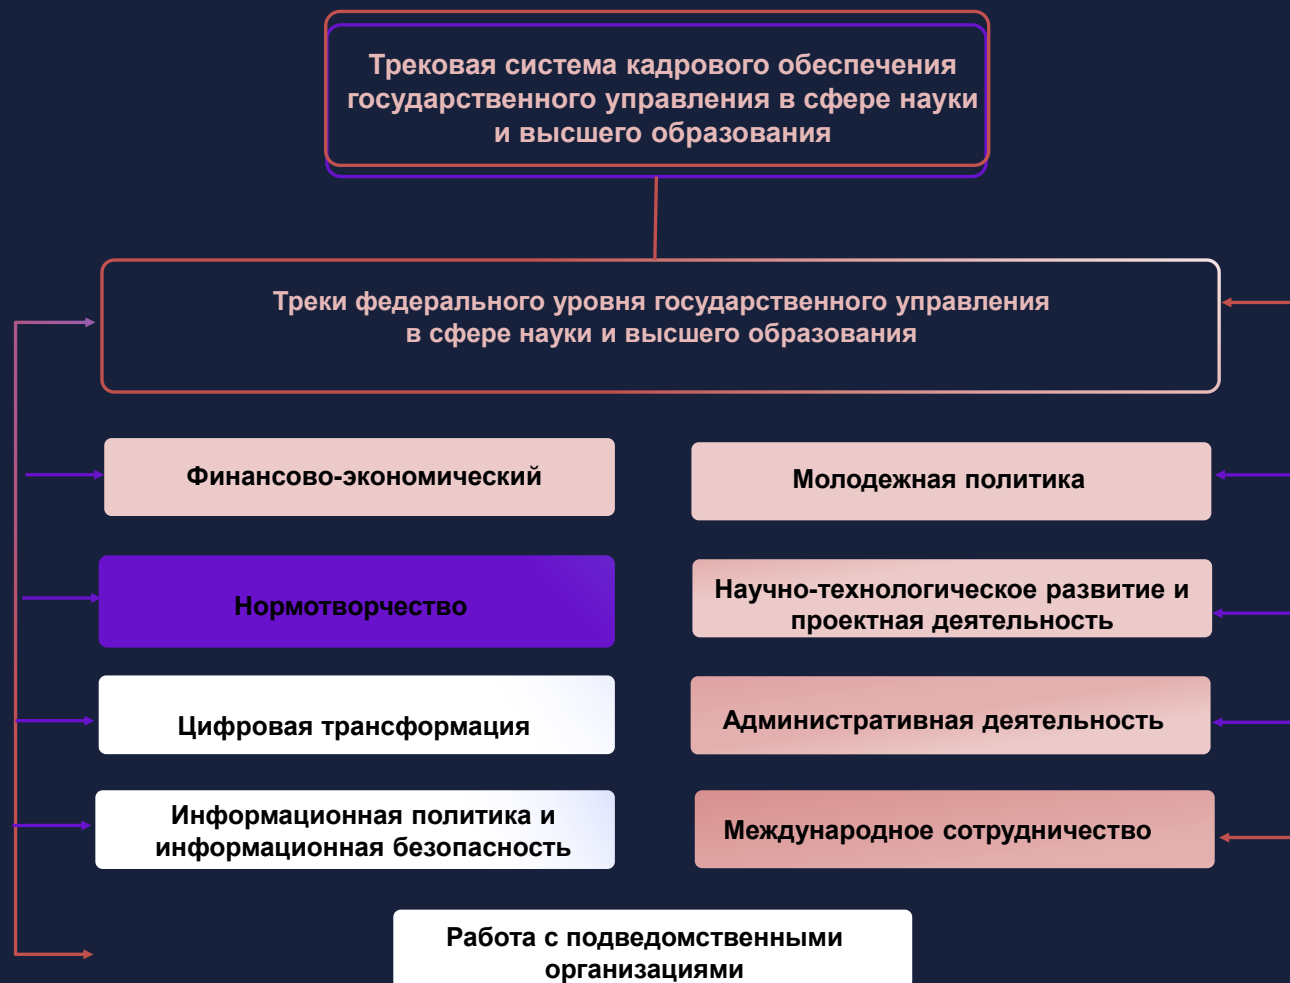 Трековая система кадрового обеспечения
государственного управления в сфере науки
и высшего образования
Треки федерального уровня государственного управления
в сфере науки и высшего образования
Финансово-экономический
Молодежная политика
Нормотворчество
Научно-технологическое развитие и
проектная деятельность
Цифровая трансформация
Административная деятельность
Информационная политика и
информационная безопасность
Международное сотрудничество
Работа с подведомственными
организациями